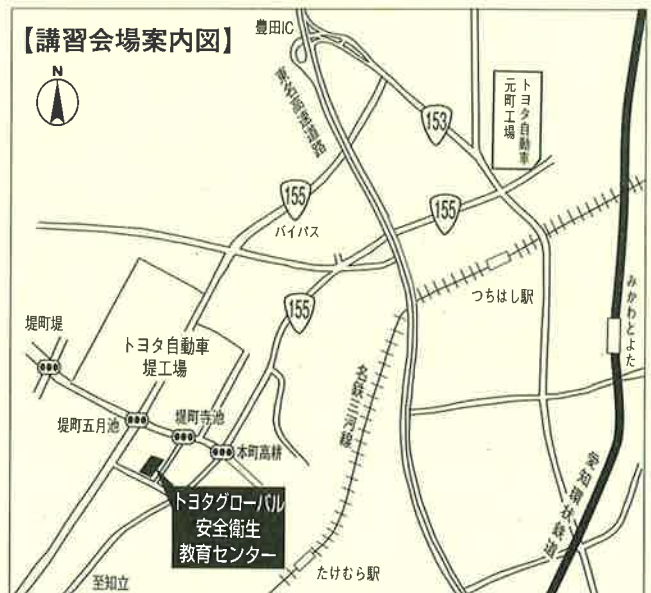 【講習会場案内図】
豊田IC
N
東名高速道路
153
トヨタ自動車
元町工場
155
バイパス
155
つちはし駅
みかわとよた
155
堤町堤
トヨタ自動車
堤工場
名鉄三河線
堤町五月池
堤町寺池
本町高耕
愛知環状鉄道
トヨタグローバル
安全衛生
教育センター
たけむら駅
至知立